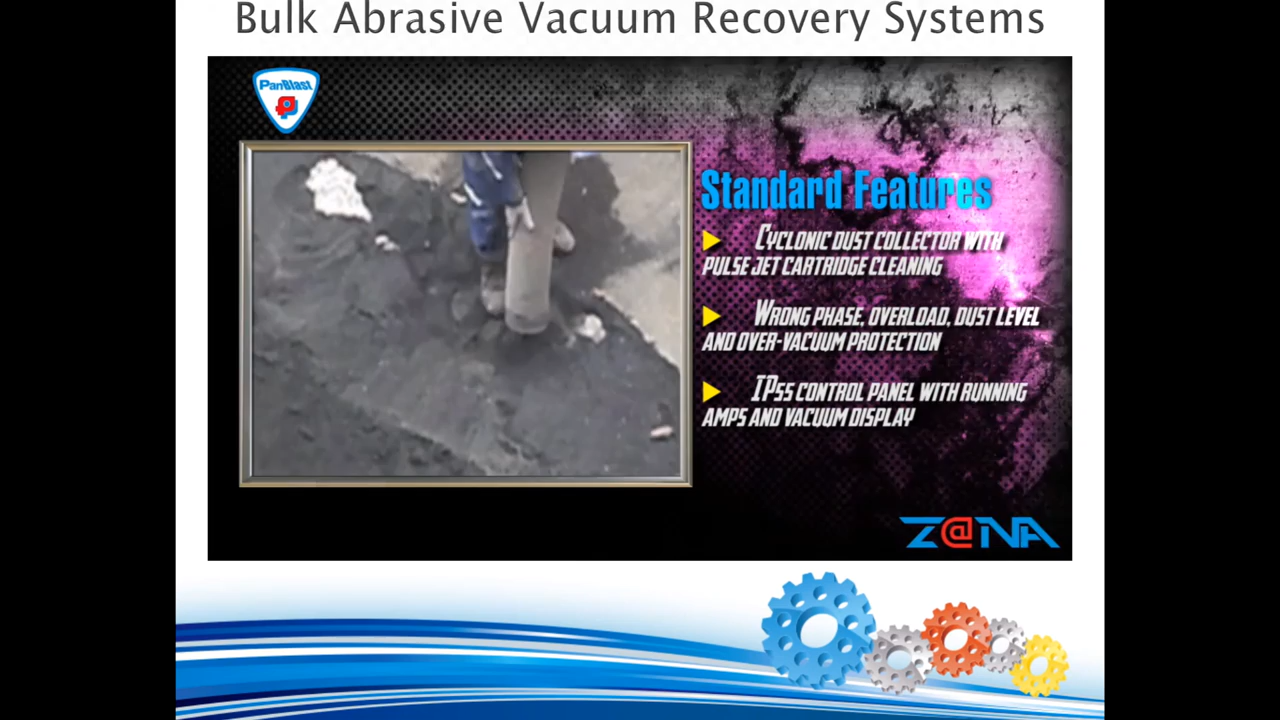 Bulk Abrasive Vacuum Recovery Systems
PanBlast
Standard Features
Cyclonic dust collector with
pulse jet cartridge cleaning
Wrong phase, overload, dust level
and over-vacuum protection
IP55 control panel with running
amps and vacuum display
Z@NA